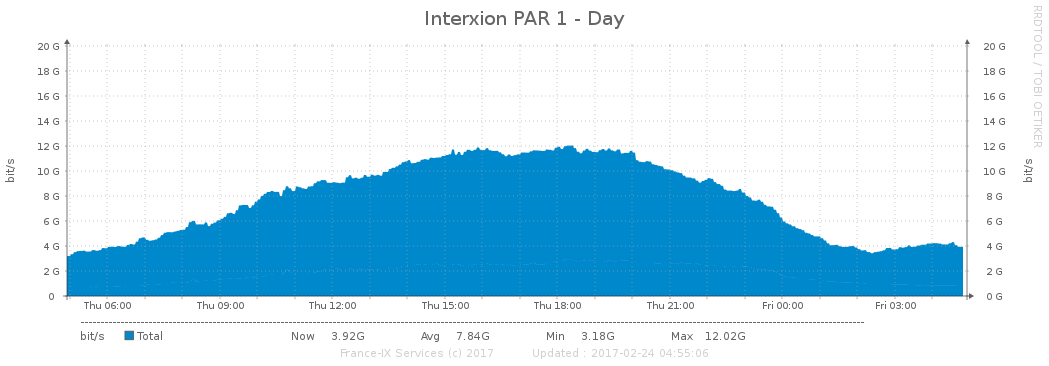 Interxion PAR 1 - Day
RRDTOOL / TOBI OETIKER
bit/s
20 G 20 G
18 G 18 G
16 G 16 G
14 G 14 G
12 G 12 G
10 G 10 G
8 G 8 G
6 G 6 G
4 G 4 G
2 G 2 G
0 0 G
bit/s
Thu 06:00 Thu 09:00 Thu 12:00 Thu 15:00 Thu 18:00 Thu 21:00 Fri 00:00 Fri 03:00
bit/s Total Now 3.92G Avg 7.84G Min 3.18G Max 12.02G
France-IX Services (c) 2017 Updated : 2017-02-24 04:55:06